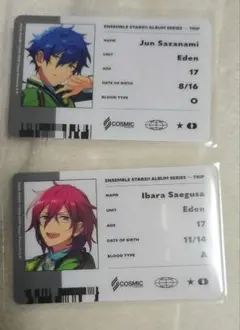 ENSEMBLE STARS!! ALBUM SERIES -- TRIP
NAME Jun Sazanami
UNIT Eden
AGE 17
DATE OF BIRTH 8/16
BLOOD TYPE O
COSMIC
ENSEMBLE STARS!! ALBUM SERIES -- TRIP
NAME Ibara Saegusa
UNIT Eden
AGE 17
DATE OF BIRTH 11/14
BLOOD TYPE A
COSMIC